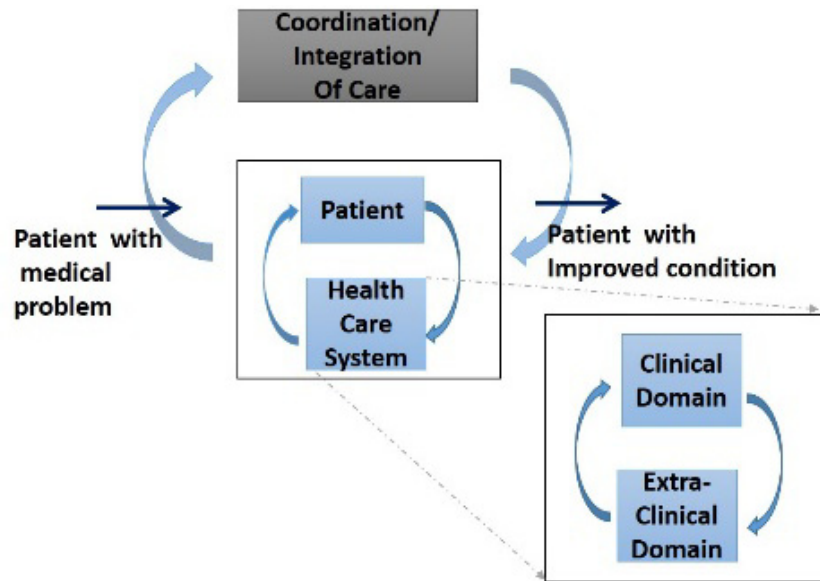 Coordination/
Integration
Of Care
Patient
Patient with
medical
problem
Patient with
Improved condition
Health
Care
System
Clinical
Domain
Extra-
Clinical
Domain